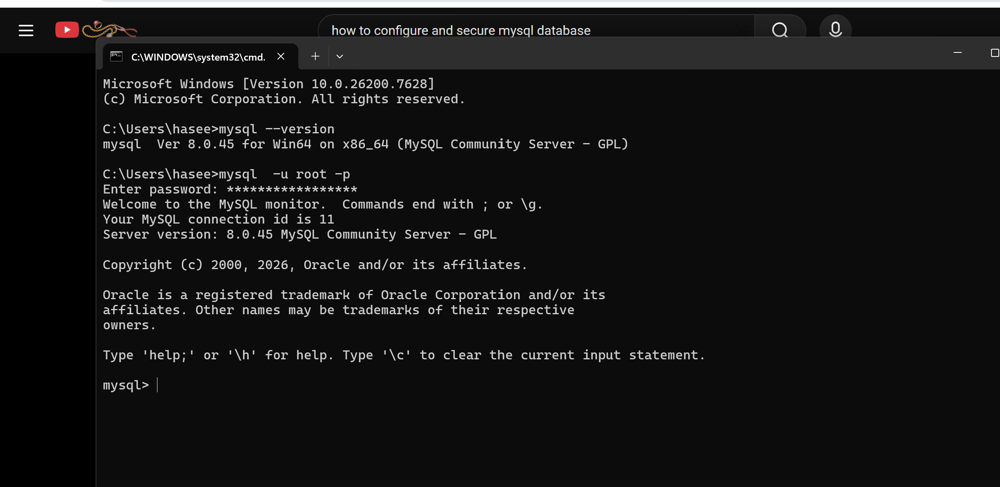 how to configure and secure mysql database
C:\WINDOWS\system32\cmd.
Microsoft Windows [Version 10.0.26200.7628]
(c) Microsoft Corporation. All rights reserved.
C:\Users\hasee>mysql --version
mysql  Ver 8.0.45 for Win64 on x86_64 (MySQL Community Server - GPL)
C:\Users\hasee>mysql  -u root -p
Enter password: *****************
Welcome to the MySQL monitor.  Commands end with ; or \g.
Your MySQL connection id is 11
Server version: 8.0.45 MySQL Community Server - GPL
Copyright (c) 2000, 2026, Oracle and/or its affiliates.
Oracle is a registered trademark of Oracle Corporation and/or its
affiliates. Other names may be trademarks of their respective
owners.
Type 'help;' or '\h' for help. Type '\c' to clear the current input statement.
mysql>